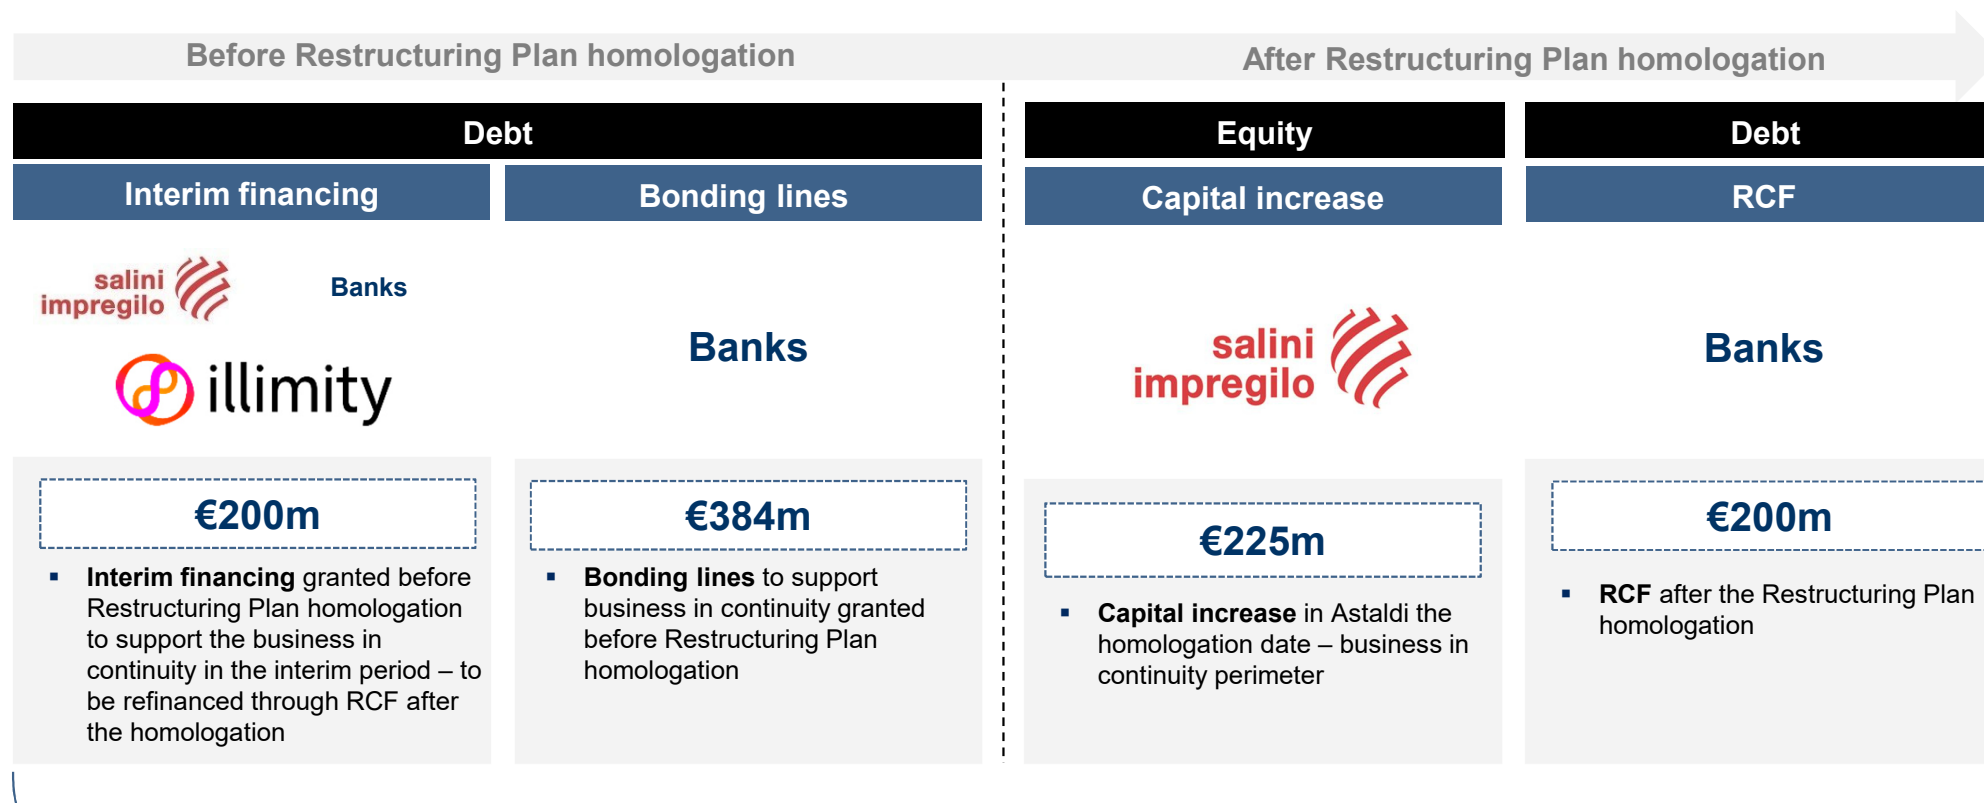 Before Restructuring Plan homologation
After Restructuring Plan homologation
Debt
Equity
Debt
Interim financing
Bonding lines
Capital increase
RCF
salini
impregilo
Banks
illimity
Banks
salini
impregilo
Banks
€200m
▪ Interim financing granted before
Restructuring Plan homologation
to support the business in
continuity in the interim period – to
be refinanced through RCF after
the homologation
€384m
▪ Bonding lines to support
business in continuity granted
before Restructuring Plan
homologation
€225m
▪ Capital increase in Astaldi the
homologation date – business in
continuity perimeter
€200m
▪ RCF after the Restructuring Plan
homologation